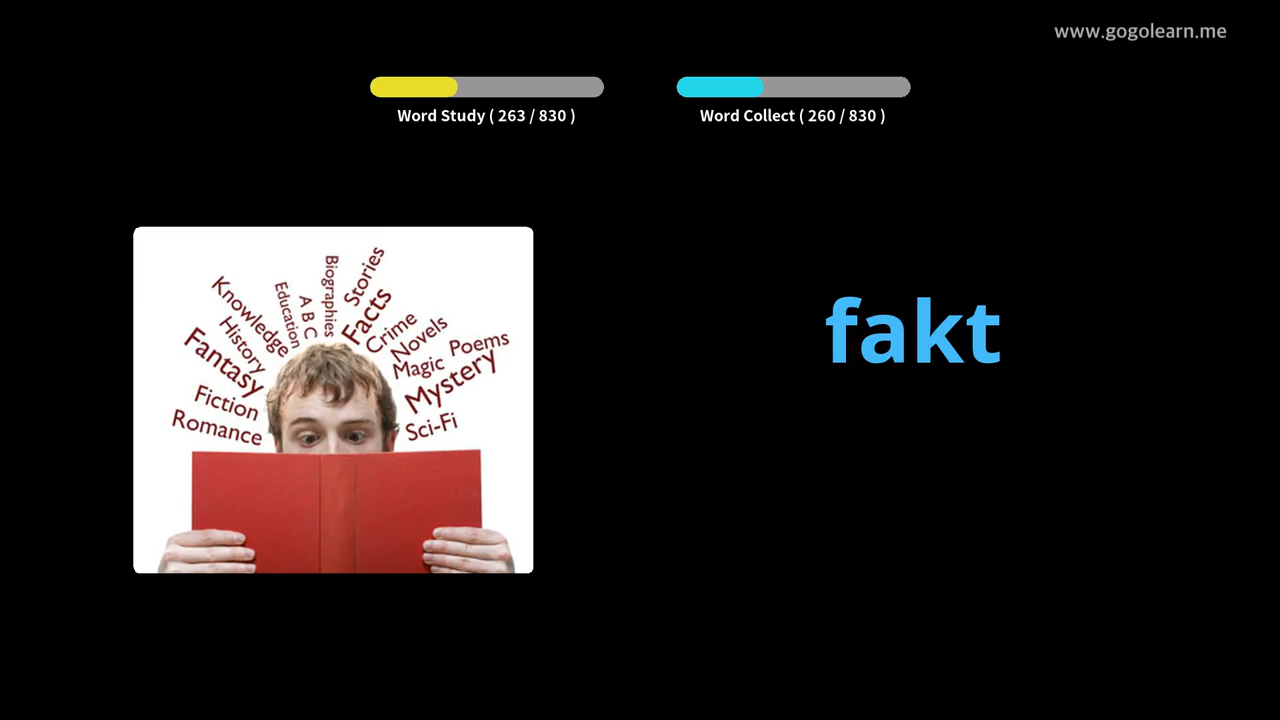 www.gogolearn.me
Word Study ( 263 / 830 )
Word Collect ( 260 / 830 )
Knowledge
History
Fantasy
Fiction
Romance
Education
A B C
Biographies
Stories
Facts
Crime
Novels
Magic
Poems
Mystery
Sci-Fi
fakt